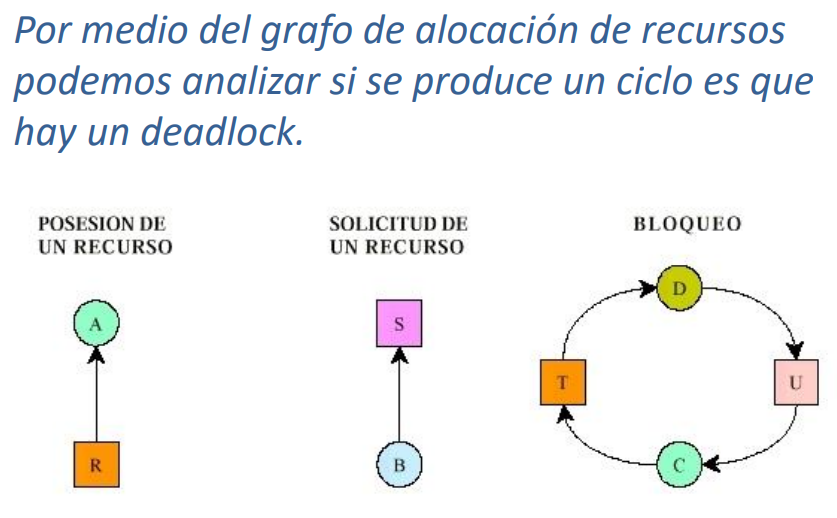 Por medio del grafo de alocación de recursos
podemos analizar si se produce un ciclo es que
hay un deadlock.
POSESION DE
UN RECURSO
A
R
SOLICITUD DE
UN RECURSO
S
B
BLOQUEO
D
T
U
C